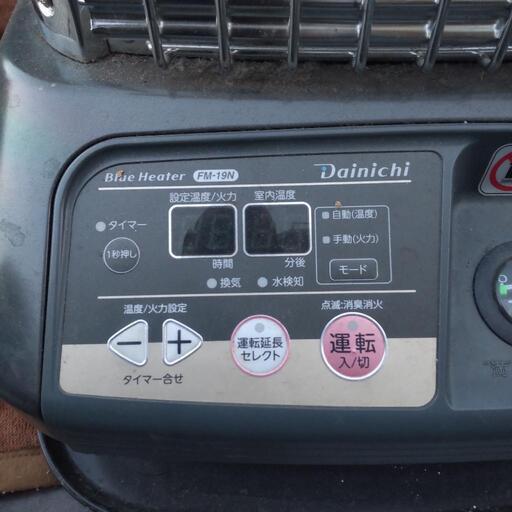 Blue Heater FM-19N
Dainichi
設定温度/火力 室内温度
タイマー
1秒押し
自動(温度)
手動(火力)
モード
時間 分後
換気 水検知
温度/火力設定
点滅:消臭消火
− +
タイマー合せ
運転延長
セレクト
運転
入/切